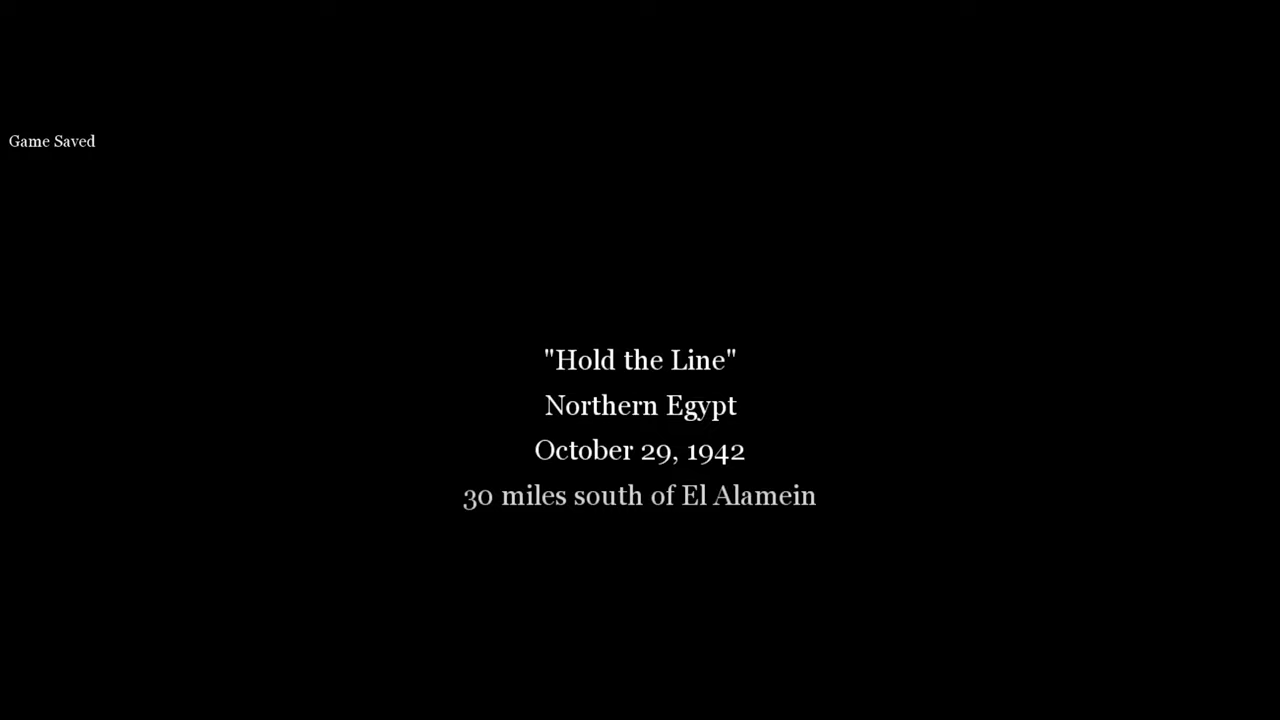 Game Saved
"Hold the Line"
Northern Egypt
October 29, 1942
30 miles south of El Alamein